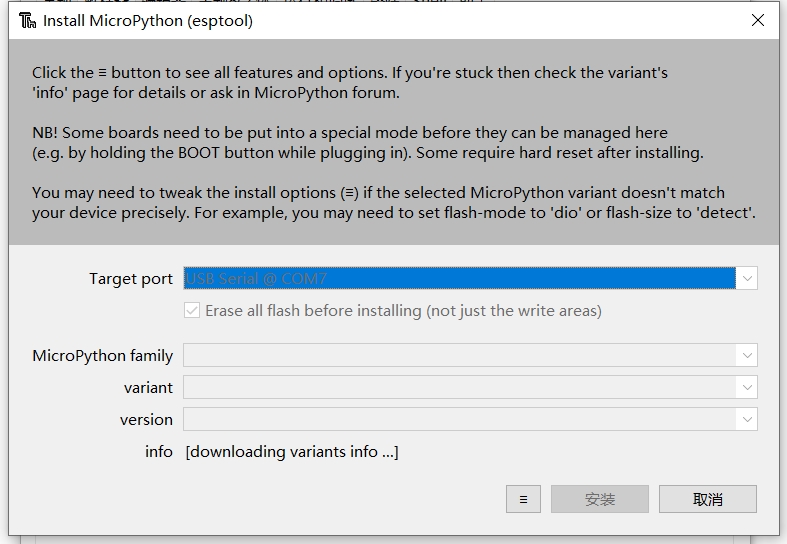 Install MicroPython (esptool)
Click the ≡ button to see all features and options. If you're stuck then check the variant's
'info' page for details or ask in MicroPython forum.
NB! Some boards need to be put into a special mode before they can be managed here
(e.g. by holding the BOOT button while plugging in). Some require hard reset after installing.
You may need to tweak the install options (≡) if the selected MicroPython variant doesn't match
your device precisely. For example, you may need to set flash-mode to 'dio' or flash-size to 'detect'.
Target port USB Serial @ COM7
Erase all flash before installing (not just the write areas)
MicroPython family
variant
version
info [downloading variants info ...]
≡ 安装 取消